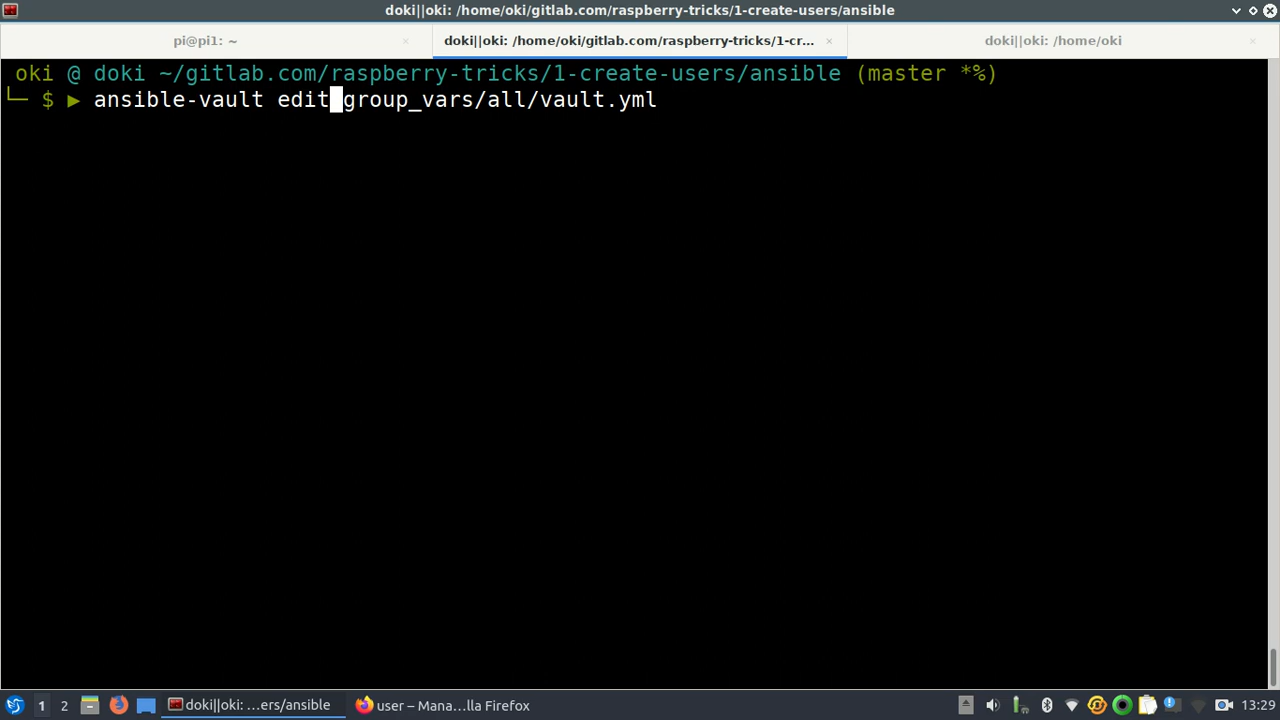 doki||oki: /home/oki/gitlab.com/raspberry-tricks/1-create-users/ansible
pi@pi1: ~
doki||oki: /home/oki/gitlab.com/raspberry-tricks/1-cr...
doki||oki: /home/oki
oki @ doki ~/gitlab.com/raspberry-tricks/1-create-users/ansible (master *%)
└─ $ ▶ ansible-vault edit group_vars/all/vault.yml
1
2
doki||oki: ...ers/ansible
user – Mana...lla Firefox
13:29